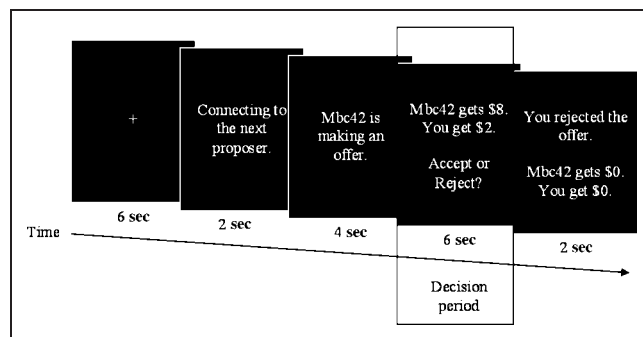 +
6 sec
Connecting to
the next
proposer.
2 sec
Mbc42 is
making an
offer.
4 sec
Mbc42 gets $8.
You get $2.
Accept or
Reject?
6 sec
You rejected the
offer.
Mbc42 gets $0.
You get $0.
2 sec
Time
Decision
period